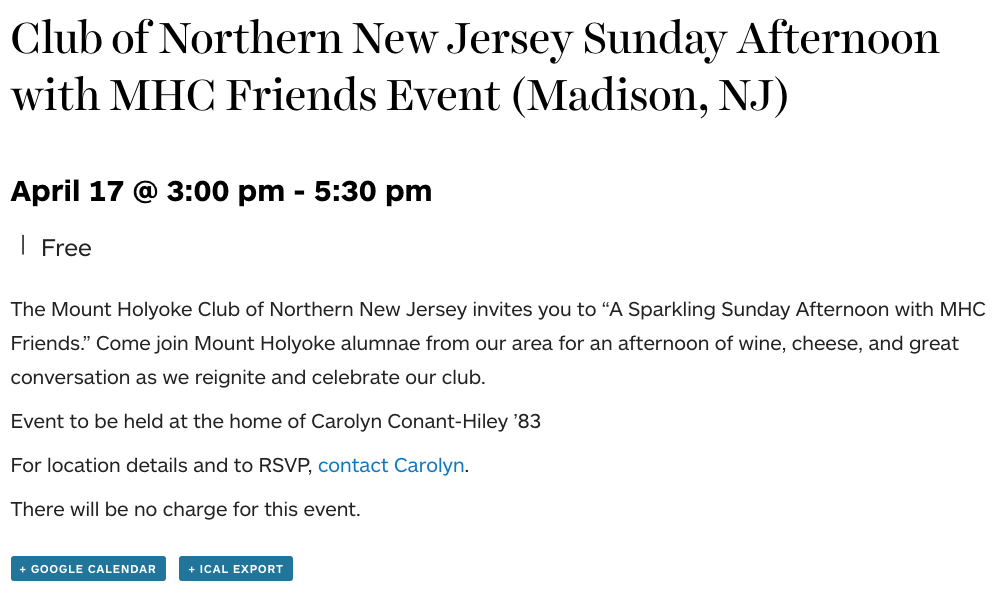 Club of Northern New Jersey Sunday Afternoon
with MHC Friends Event (Madison, NJ)
April 17 @ 3:00 pm - 5:30 pm
| Free
The Mount Holyoke Club of Northern New Jersey invites you to “A Sparkling Sunday Afternoon with MHC
Friends.” Come join Mount Holyoke alumnae from our area for an afternoon of wine, cheese, and great
conversation as we reignite and celebrate our club.
Event to be held at the home of Carolyn Conant-Hiley ’83
For location details and to RSVP, contact Carolyn.
There will be no charge for this event.
+ GOOGLE CALENDAR + ICAL EXPORT